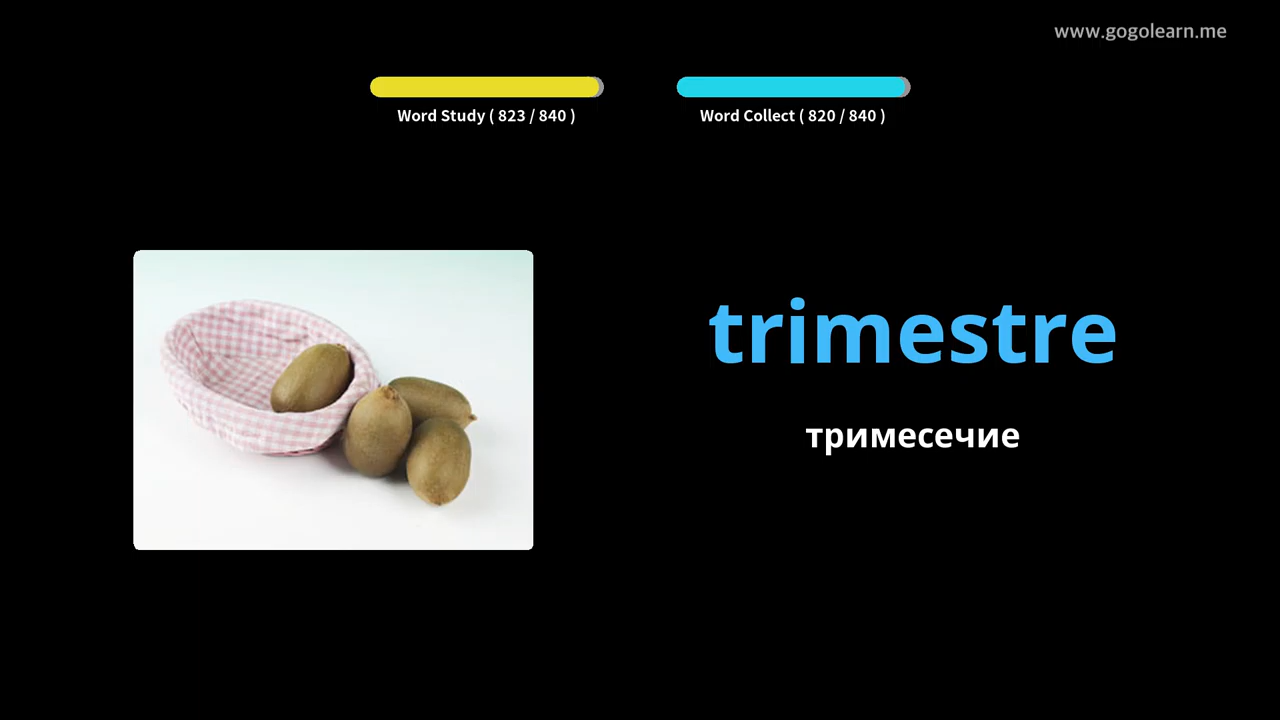 www.gogolearn.me
Word Study ( 823 / 840 )
Word Collect ( 820 / 840 )
trimestre
тримесечие